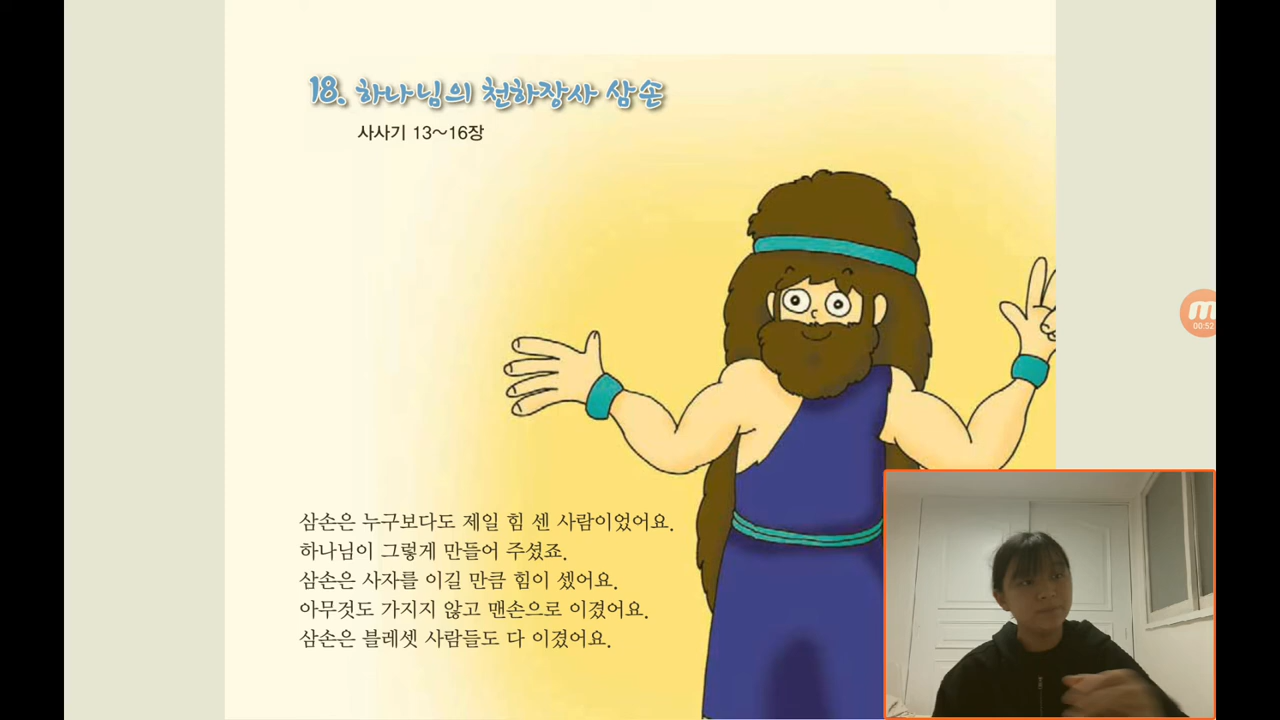 18. 하나님의 천하장사 삼손
사사기 13~16장
삼손은 누구보다도 제일 힘 센 사람이었어요.
하나님이 그렇게 만들어 주셨죠.
삼손은 사자를 이길 만큼 힘이 셌어요.
아무것도 가지지 않고 맨손으로 이겼어요.
삼손은 블레셋 사람들도 다 이겼어요.
m
00:52